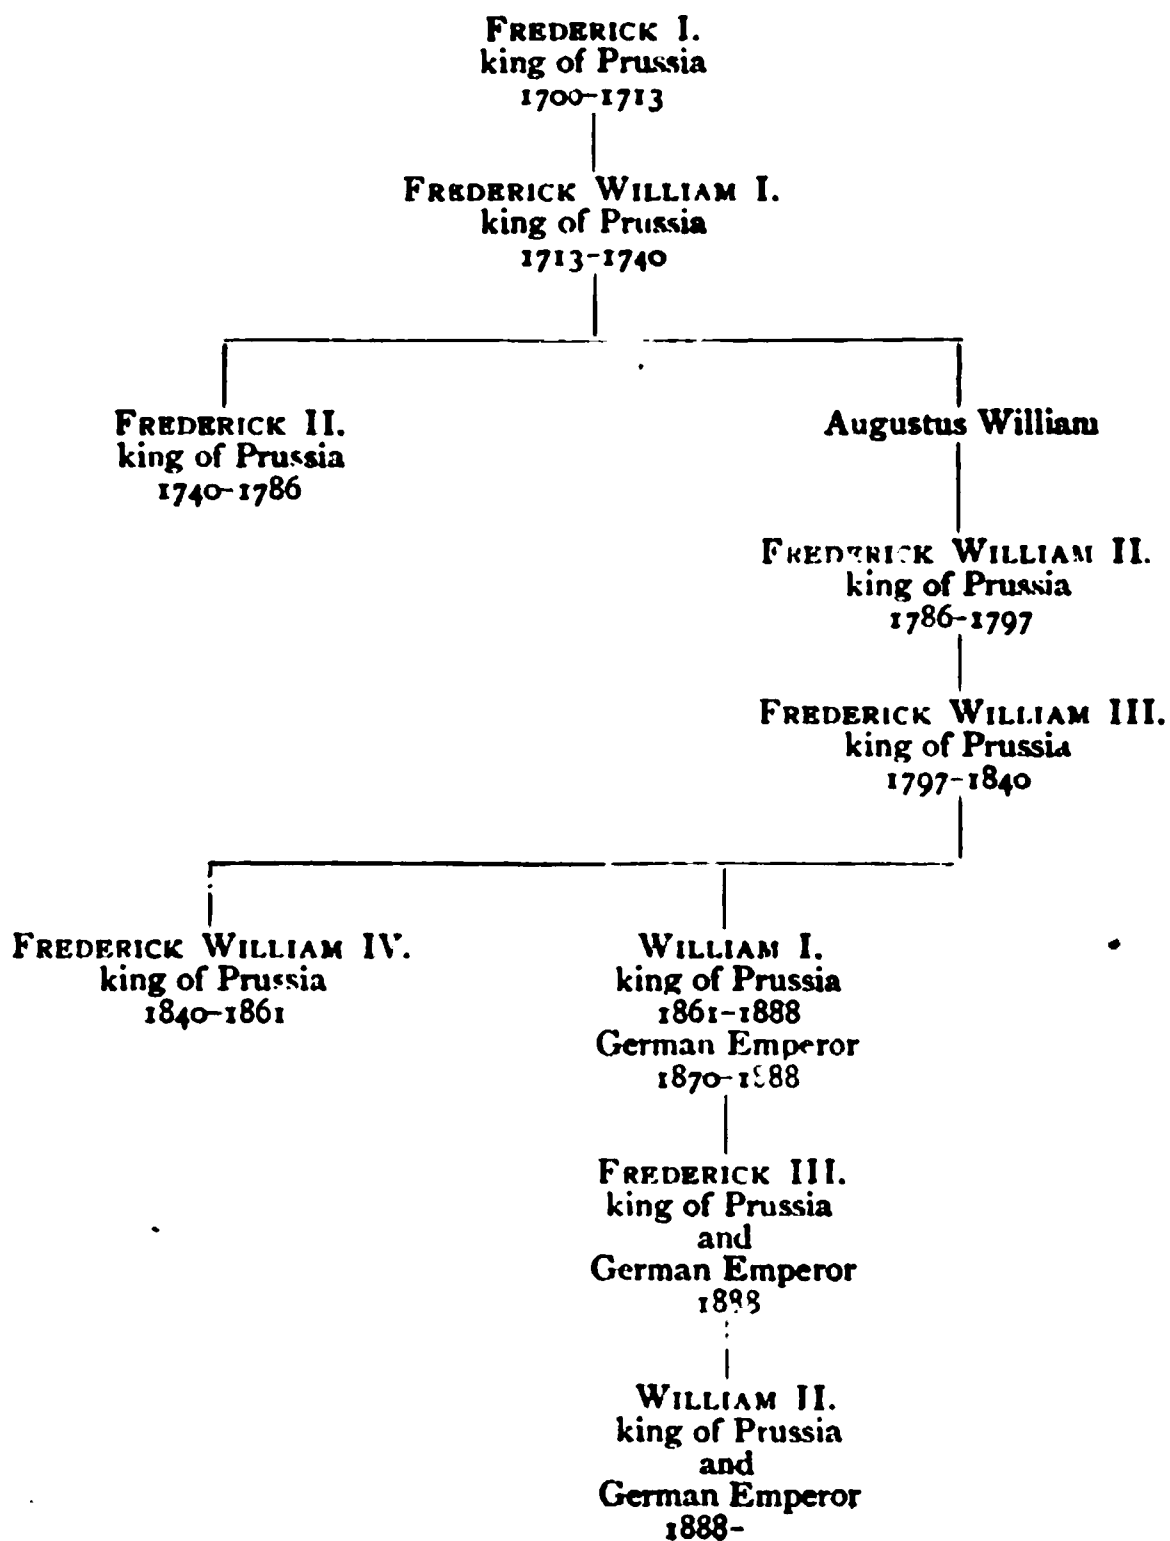 FREDERICK I.
king of Prussia
1700-1713
FREDERICK WILLIAM I.
king of Prussia
1713-1740
FREDERICK II.
king of Prussia
1740-1786
Augustus William
FREDERICK WILLIAM II.
king of Prussia
1786-1797
FREDERICK WILLIAM III.
king of Prussia
1797-1840
FREDERICK WILLIAM IV.
king of Prussia
1840-1861
WILLIAM I.
king of Prussia
1861-1888
German Emperor
1870-1888
FREDERICK III.
king of Prussia
and
German Emperor
1888
WILLIAM II.
king of Prussia
and
German Emperor
1888-